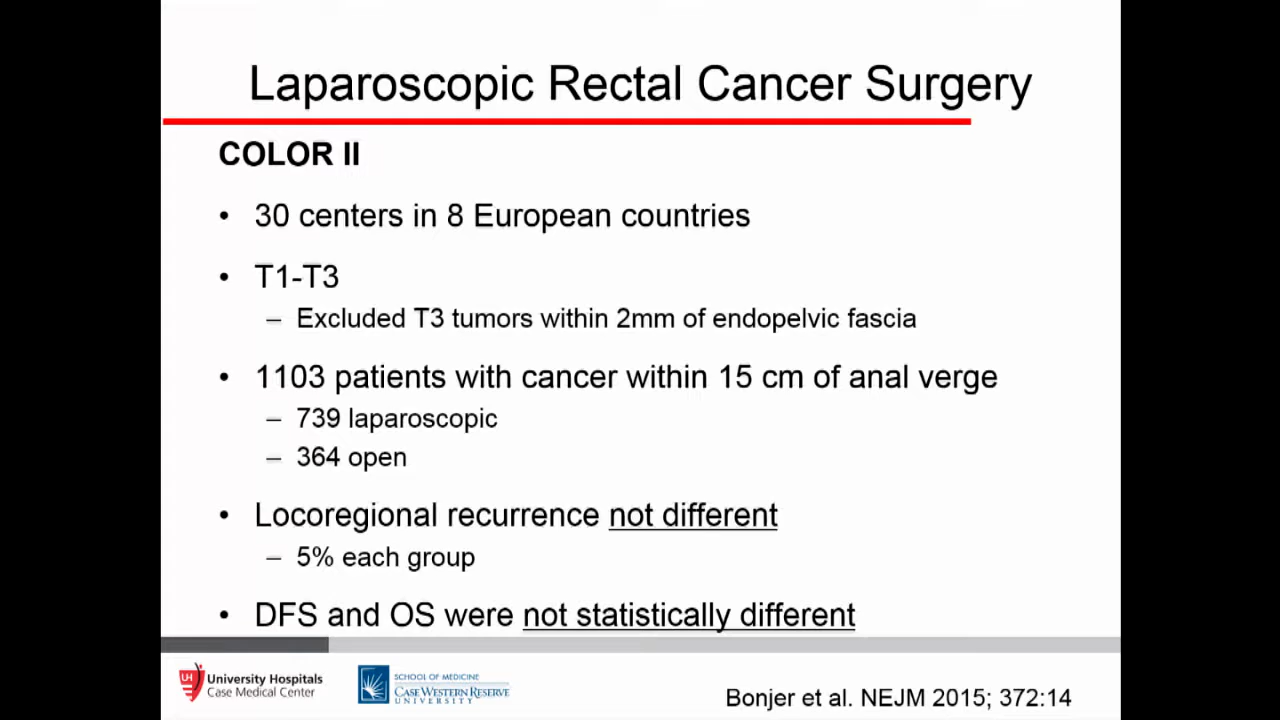 Laparoscopic Rectal Cancer Surgery
COLOR II
• 30 centers in 8 European countries
• T1-T3
– Excluded T3 tumors within 2mm of endopelvic fascia
• 1103 patients with cancer within 15 cm of anal verge
– 739 laparoscopic
– 364 open
• Locoregional recurrence not different
– 5% each group
• DFS and OS were not statistically different
UH
University Hospitals
Case Medical Center
SCHOOL OF MEDICINE
CASE WESTERN RESERVE
UNIVERSITY
Bonjer et al. NEJM 2015; 372:14